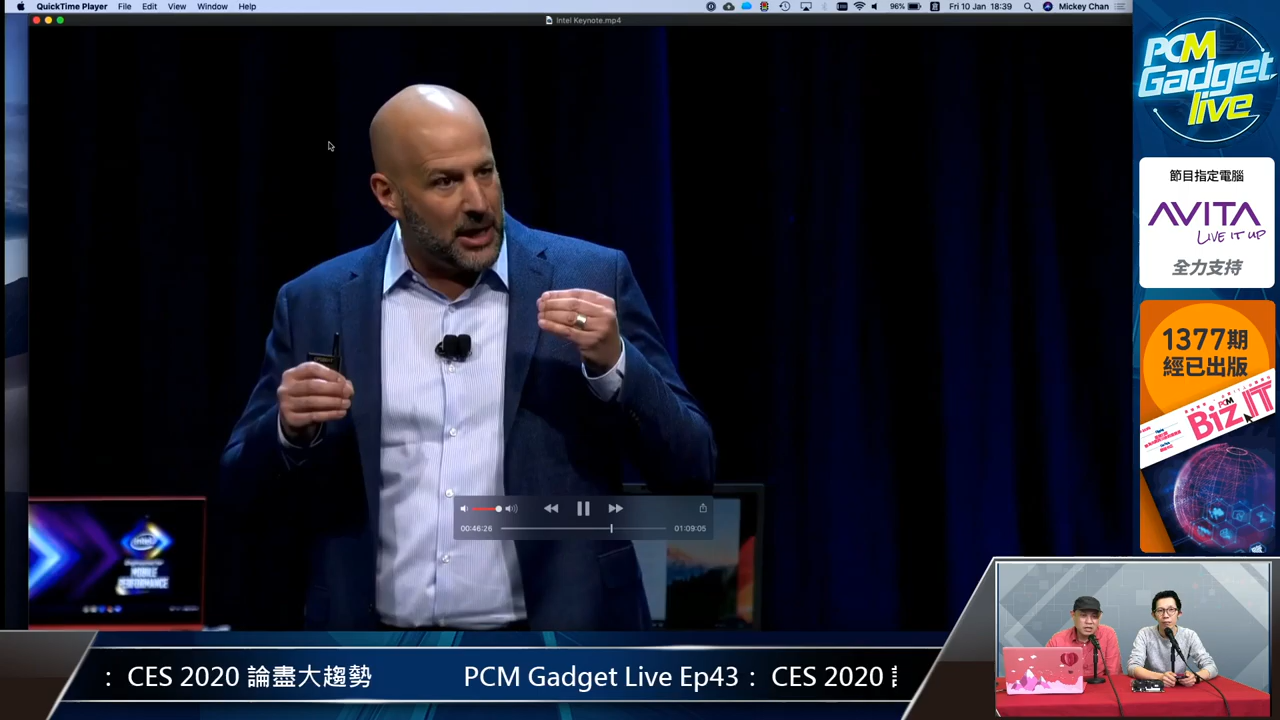 QuickTime Player File Edit View Window Help
96% Fri 10 Jan 18:39 Mickey Chan
Intel Keynote.mp4
PCM
Gadget
live
節目指定電腦
AVITA
LIVE IT UP
全力支持
1377期
經已出版
PCM
Biz.IT
intel
MOBILE
PERFORMANCE
00:46:26
01:09:05
：CES 2020 論盡大趨勢 PCM Gadget Live Ep43：CES 2020